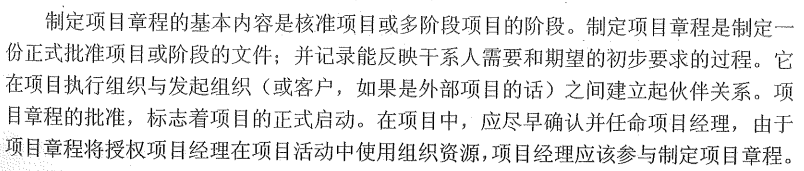 制定项目章程的基本内容是核准项目或多阶段项目的阶段。制定项目章程是制定一
份正式批准项目或阶段的文件；并记录能反映干系人需要和期望的初步要求的过程。它
在项目执行组织与发起组织（或客户，如果是外部项目的话）之间建立起伙伴关系。项
目章程的批准，标志着项目的正式启动。在项目中，应尽早确认并任命项目经理，由于
项目章程将授权项目经理在项目活动中使用组织资源，项目经理应该参与制定项目章程。